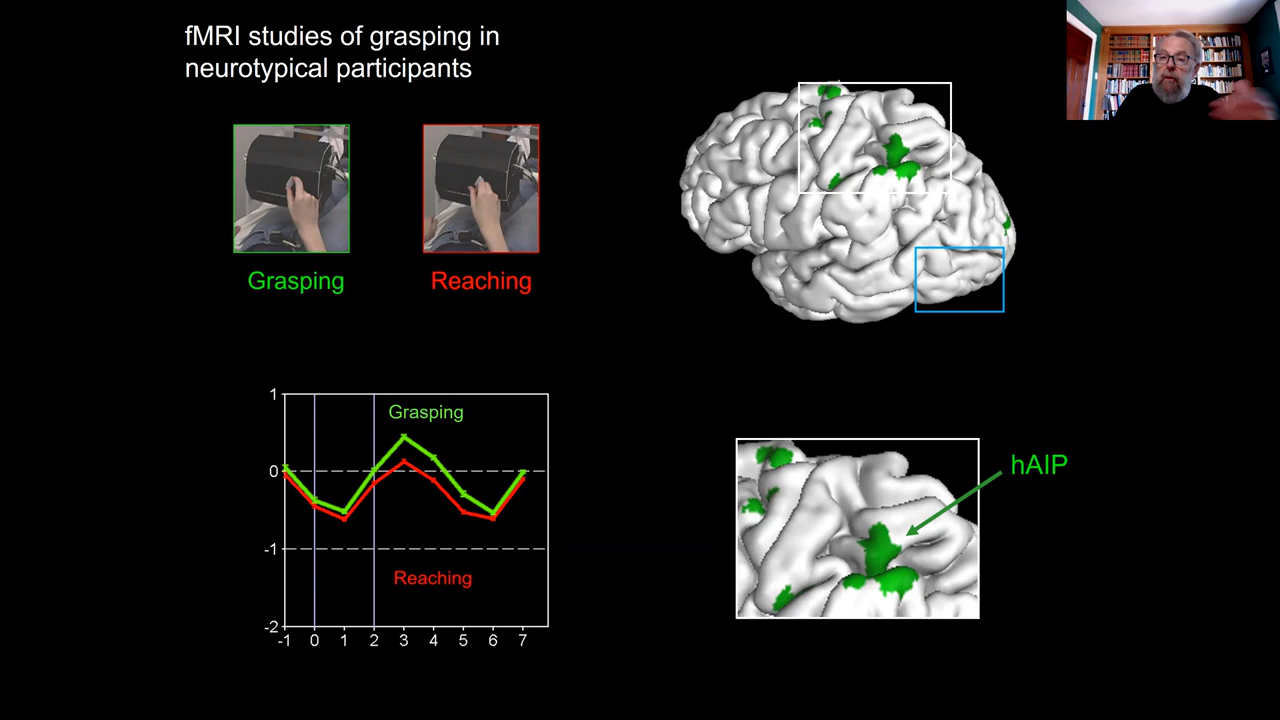 fMRI studies of grasping in
neurotypical participants
Grasping
Reaching
1
0
-1
-2
Grasping
Reaching
-1 0 1 2 3 4 5 6 7
hAIP